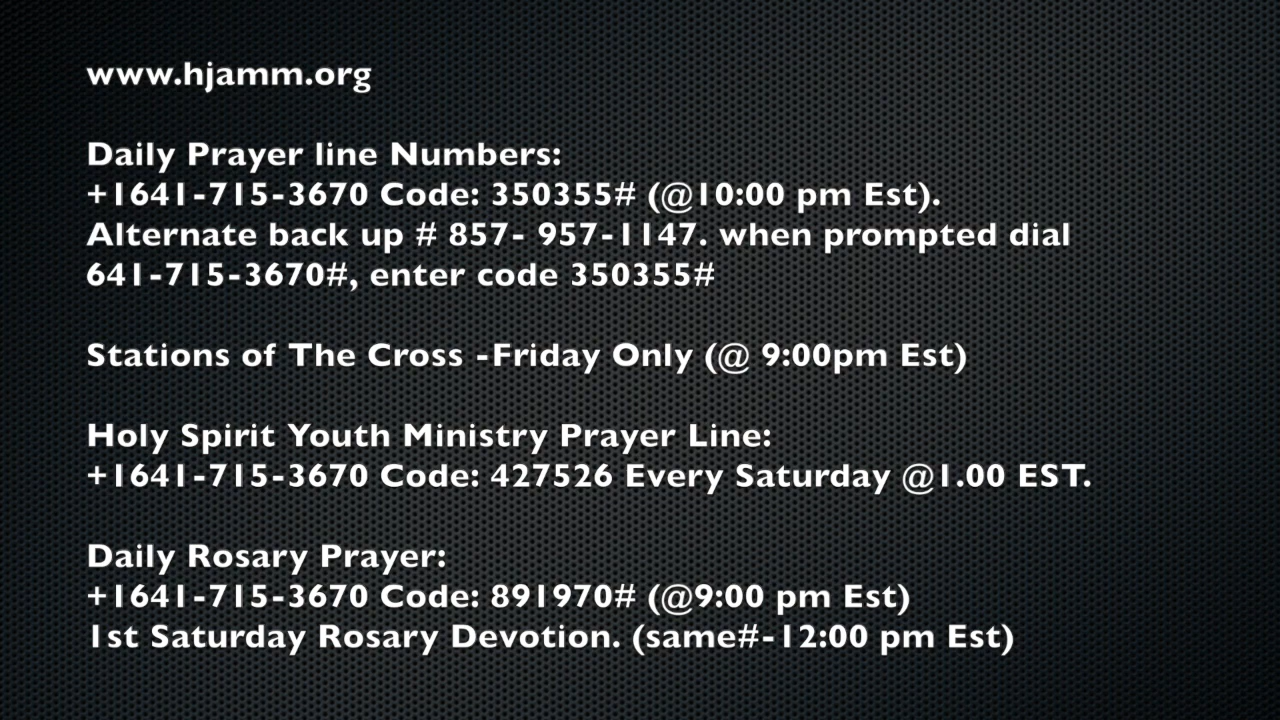 www.hjamm.org
Daily Prayer line Numbers:
+1641-715-3670 Code: 350355# (@10:00 pm Est).
Alternate back up # 857- 957-1147. when prompted dial
641-715-3670#, enter code 350355#
Stations of The Cross -Friday Only (@ 9:00pm Est)
Holy Spirit Youth Ministry Prayer Line:
+1641-715-3670 Code: 427526 Every Saturday @1.00 EST.
Daily Rosary Prayer:
+1641-715-3670 Code: 891970# (@9:00 pm Est)
1st Saturday Rosary Devotion. (same#-12:00 pm Est)